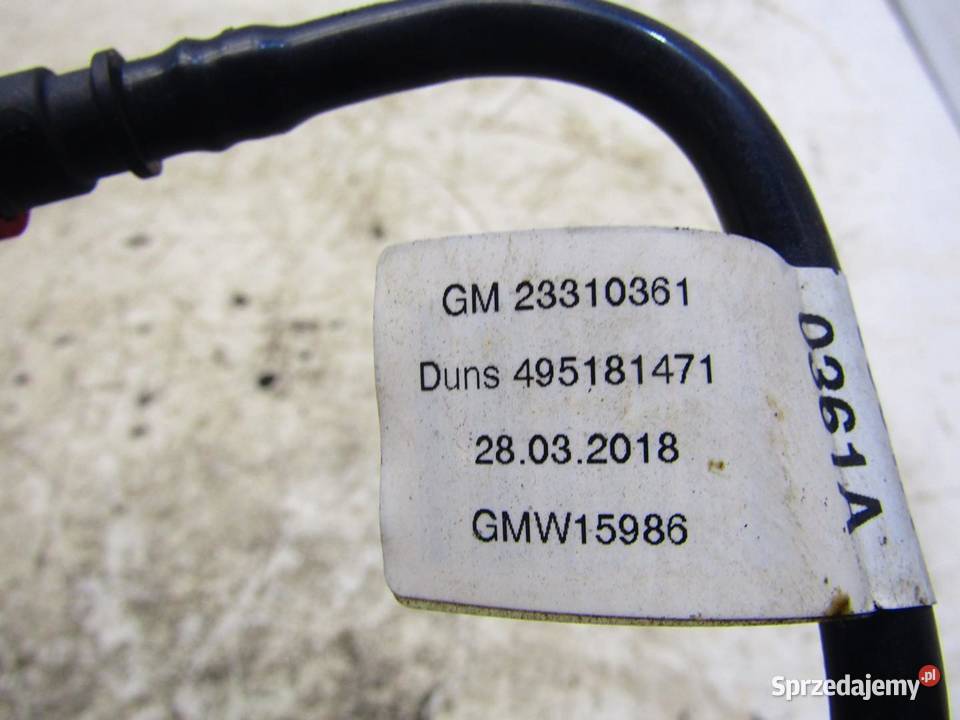 GM 23310361
Duns 495181471
28.03.2018
GMW15986
0361A
Sprzedajemy.pl